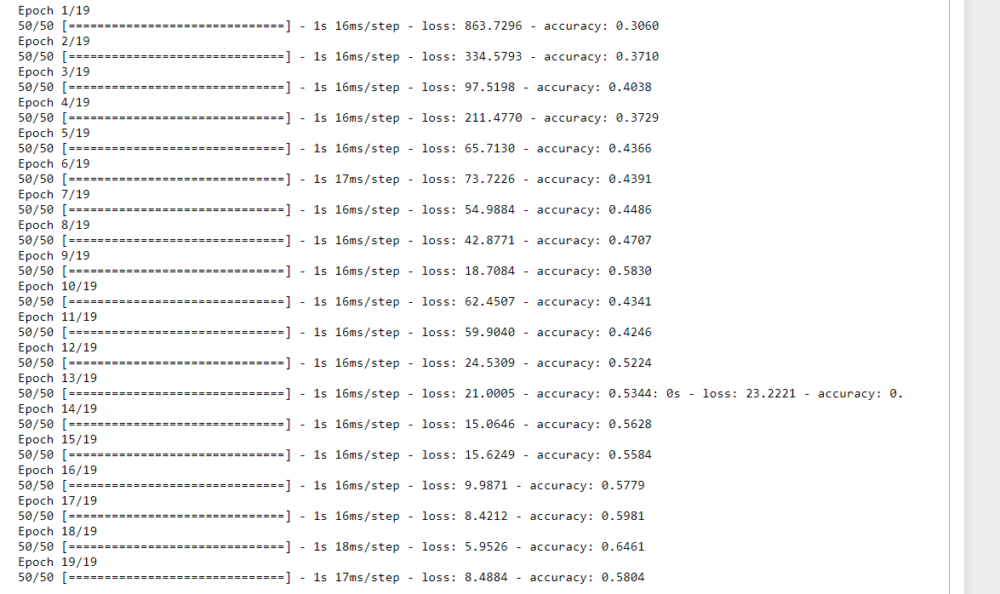 Epoch 1/19
50/50 [==============================] - 1s 16ms/step - loss: 863.7296 - accuracy: 0.3060
Epoch 2/19
50/50 [==============================] - 1s 16ms/step - loss: 334.5793 - accuracy: 0.3710
Epoch 3/19
50/50 [==============================] - 1s 16ms/step - loss: 97.5198 - accuracy: 0.4038
Epoch 4/19
50/50 [==============================] - 1s 16ms/step - loss: 211.4770 - accuracy: 0.3729
Epoch 5/19
50/50 [==============================] - 1s 16ms/step - loss: 65.7130 - accuracy: 0.4366
Epoch 6/19
50/50 [==============================] - 1s 17ms/step - loss: 73.7226 - accuracy: 0.4391
Epoch 7/19
50/50 [==============================] - 1s 16ms/step - loss: 54.9884 - accuracy: 0.4486
Epoch 8/19
50/50 [==============================] - 1s 16ms/step - loss: 42.8771 - accuracy: 0.4707
Epoch 9/19
50/50 [==============================] - 1s 16ms/step - loss: 18.7084 - accuracy: 0.5830
Epoch 10/19
50/50 [==============================] - 1s 16ms/step - loss: 62.4507 - accuracy: 0.4341
Epoch 11/19
50/50 [==============================] - 1s 16ms/step - loss: 59.9040 - accuracy: 0.4246
Epoch 12/19
50/50 [==============================] - 1s 16ms/step - loss: 24.5309 - accuracy: 0.5224
Epoch 13/19
50/50 [==============================] - 1s 16ms/step - loss: 21.0005 - accuracy: 0.5344: 0s - loss: 23.2221 - accuracy: 0.
Epoch 14/19
50/50 [==============================] - 1s 16ms/step - loss: 15.0646 - accuracy: 0.5628
Epoch 15/19
50/50 [==============================] - 1s 16ms/step - loss: 15.6249 - accuracy: 0.5584
Epoch 16/19
50/50 [==============================] - 1s 16ms/step - loss: 9.9871 - accuracy: 0.5779
Epoch 17/19
50/50 [==============================] - 1s 16ms/step - loss: 8.4212 - accuracy: 0.5981
Epoch 18/19
50/50 [==============================] - 1s 18ms/step - loss: 5.9526 - accuracy: 0.6461
Epoch 19/19
50/50 [==============================] - 1s 17ms/step - loss: 8.4884 - accuracy: 0.5804